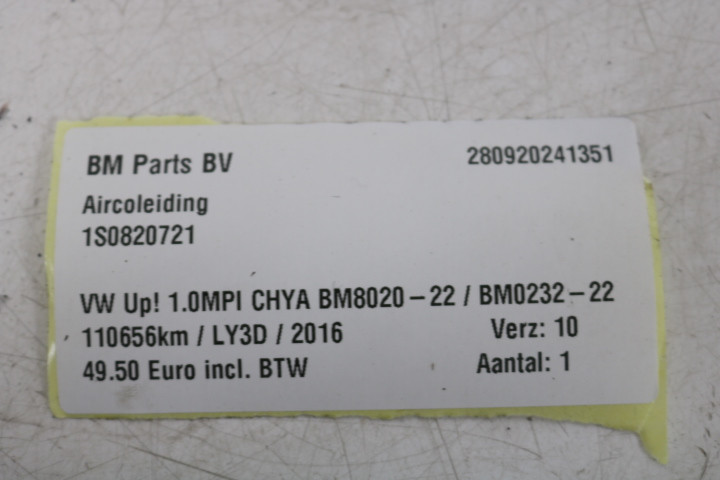 BM Parts BV 280920241351
Aircoleiding
1S0820721
VW Up! 1.0MPI CHYA BM8020-22 / BM0232-22
110656km / LY3D / 2016 Verz: 10
49.50 Euro incl. BTW Aantal: 1